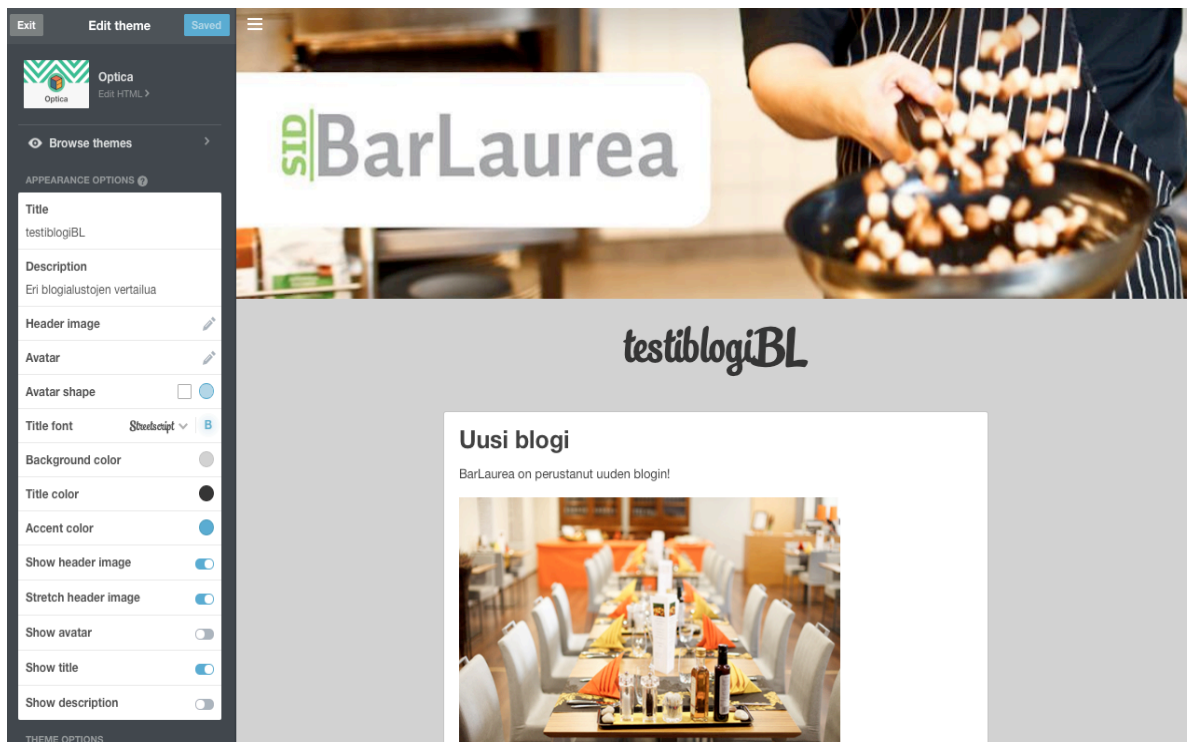 Exit
Edit theme
Saved
Optica
Optica
Edit HTML
Browse themes
APPEARANCE OPTIONS ?
Title
testiblogiBL
Description
Eri blogialustojen vertailua
Header image
Avatar
Avatar shape
Title font Streetscript B
Background color
Title color
Accent color
Show header image
Stretch header image
Show avatar
Show title
Show description
THEME OPTIONS
SID BarLaurea
testiblogiBL
Uusi blogi
BarLaurea on perustanut uuden blogin!